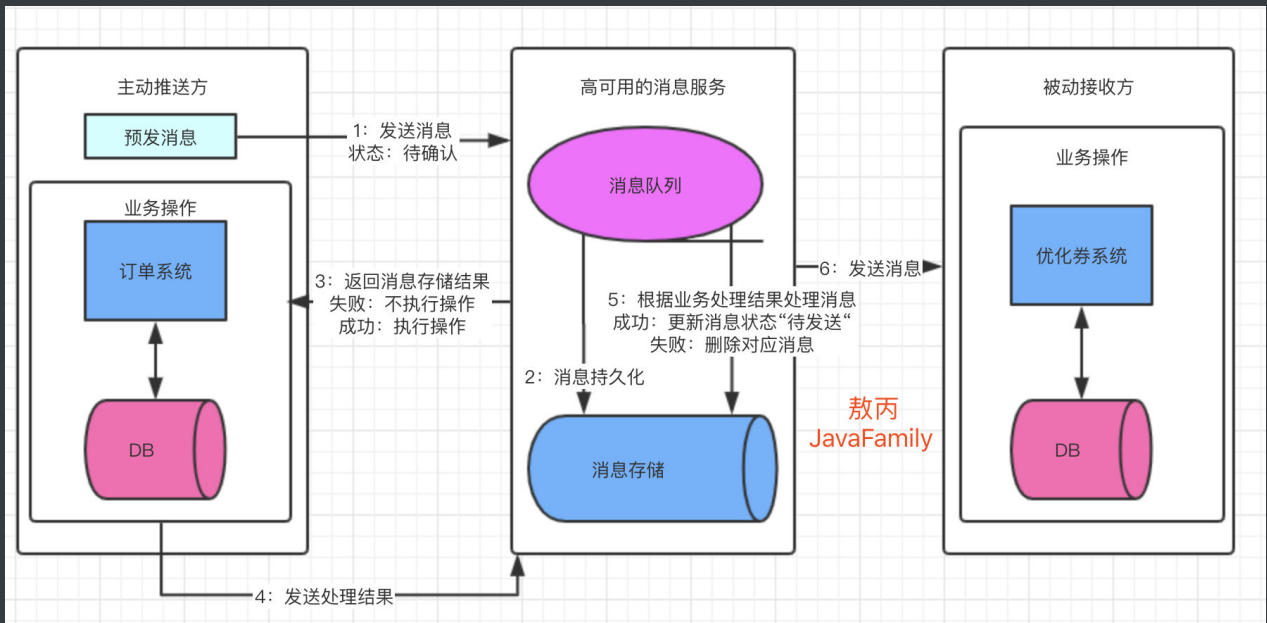 主动推送方
预发消息
业务操作
订单系统
DB
1：发送消息
状态：待确认
3：返回消息存储结果
失败：不执行操作
成功：执行操作
4：发送处理结果
高可用的消息服务
消息队列
2：消息持久化
5：根据业务处理结果处理消息
成功：更新消息状态“待发送“
失败：删除对应消息
消息存储
6：发送消息
敖丙
JavaFamily
被动接收方
业务操作
优化券系统
DB